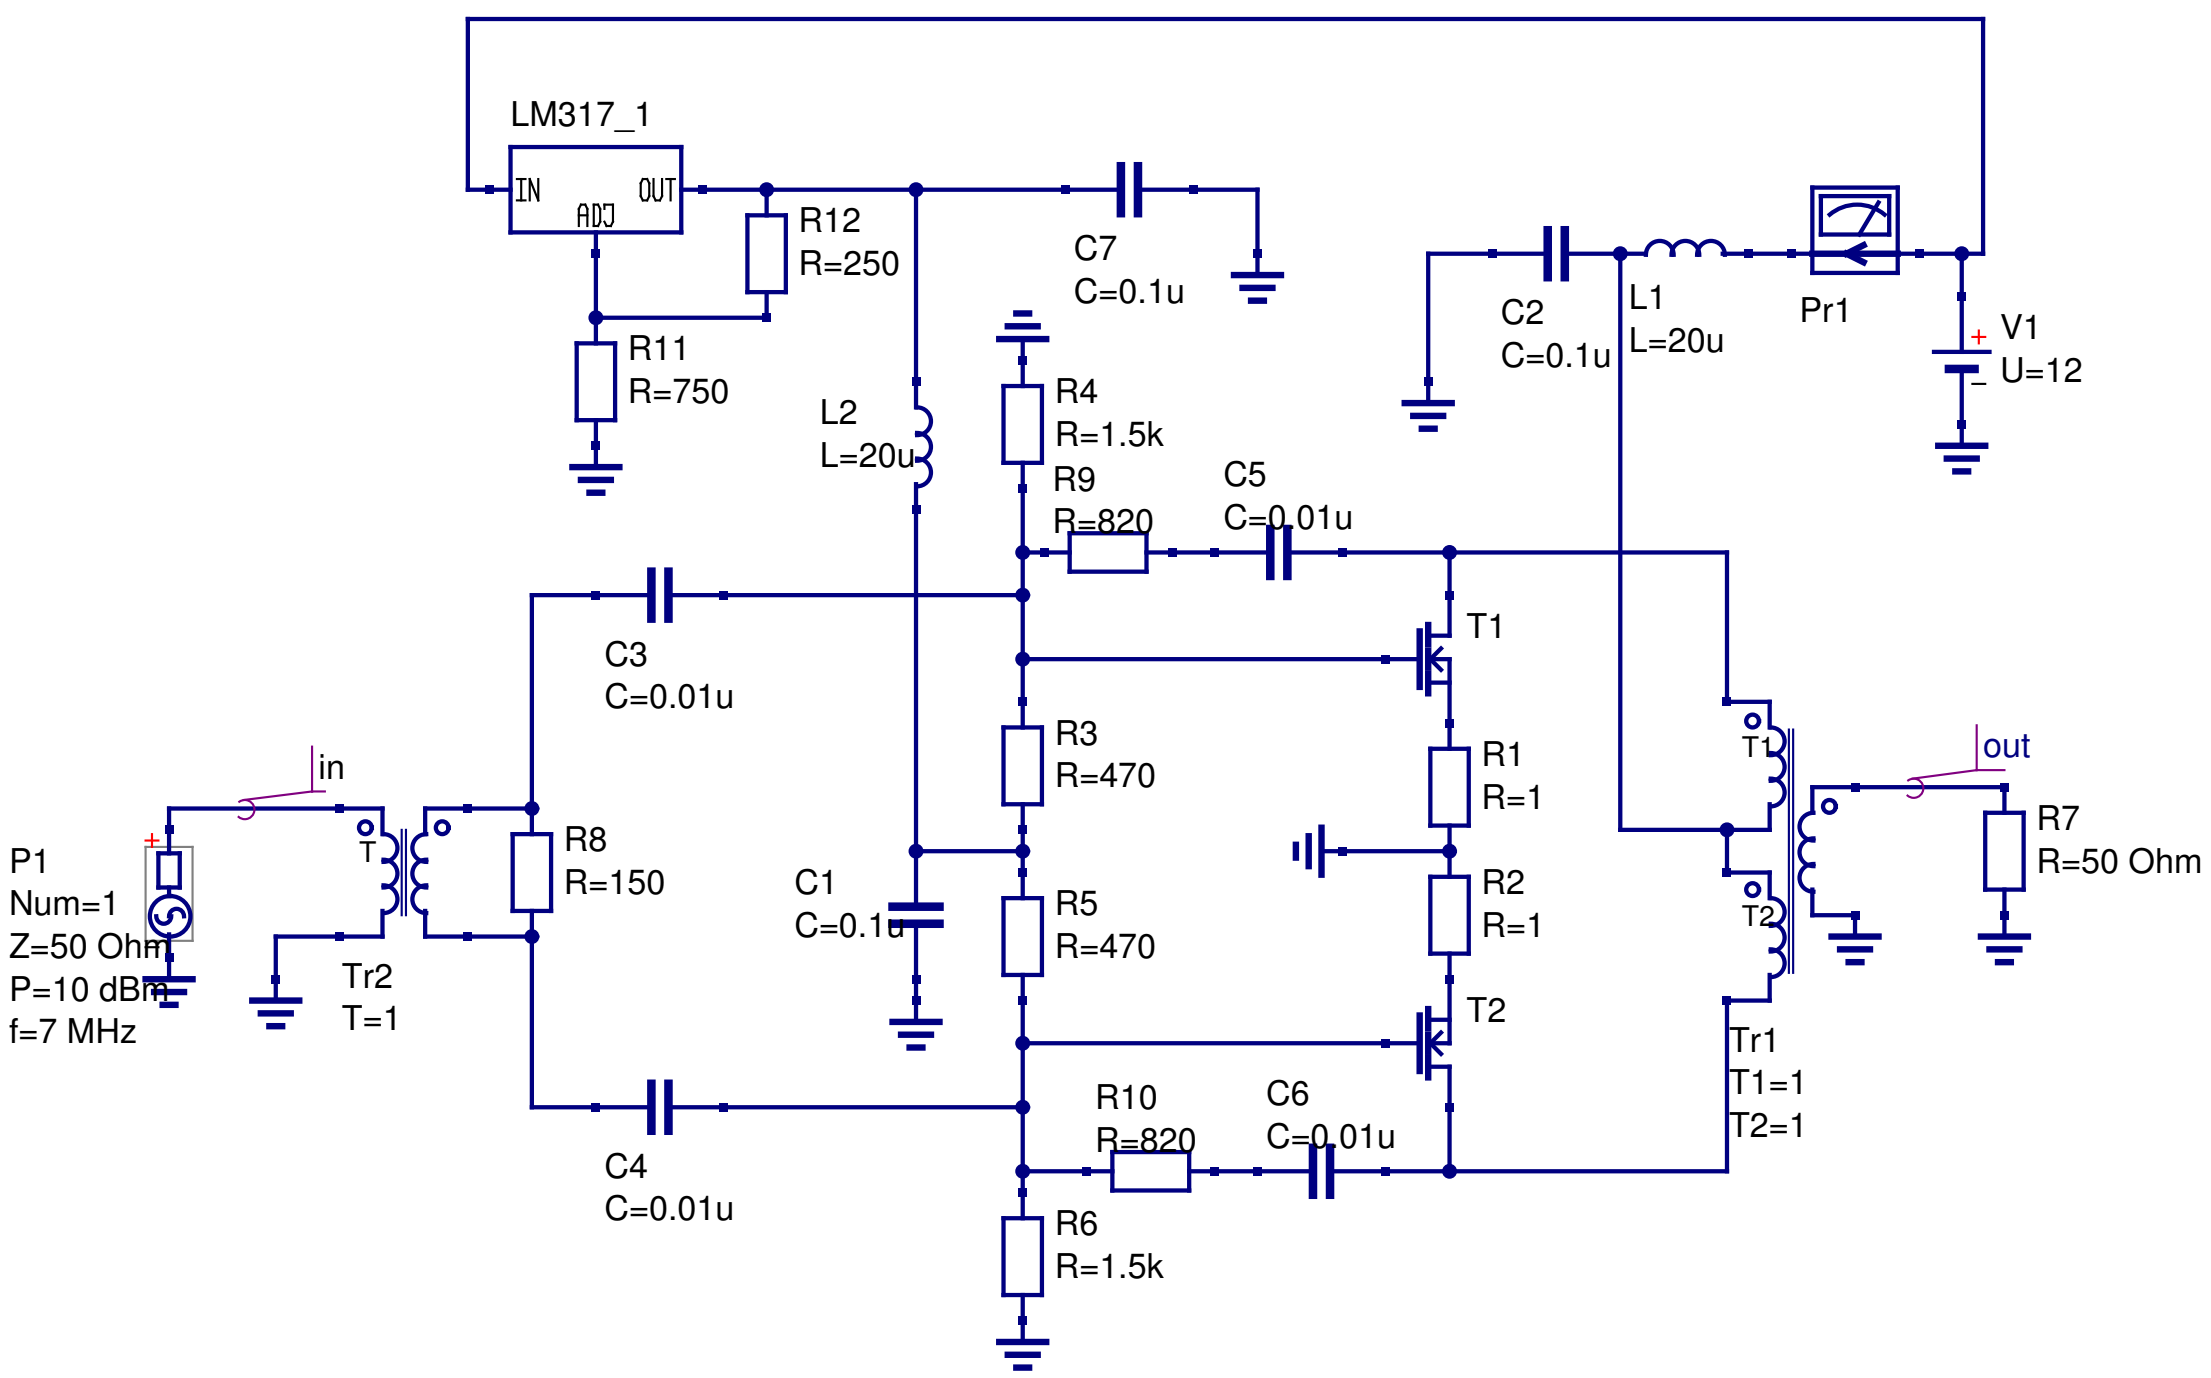 LM317_1
IN
OUT
ADJ
R12
R=250
C7
C=0.1u
R11
R=750
L2
L=20u
R4
R=1.5k
R9
R=820
C5
C=0.01u
C2
C=0.1u
L1
L=20u
Pr1
+
V1
U=12
−
C3
C=0.01u
T1
R3
R=470
R1
R=1
in
out
T1
P1
Num=1
Z=50 Ohm
P=10 dBm
f=7 MHz
+
T
Tr2
T=1
R8
R=150
C1
C=0.1u
R5
R=470
R2
R=1
T2
T2
R7
R=50 Ohm
Tr1
T1=1
T2=1
C4
C=0.01u
R10
R=820
C6
C=0.01u
R6
R=1.5k